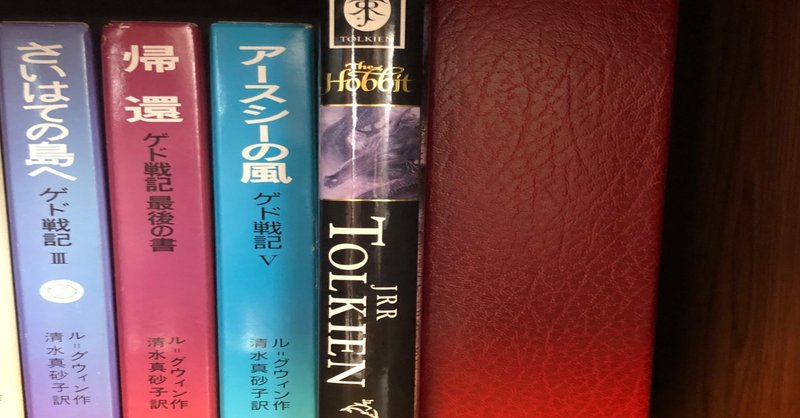 さいはての島へ
ゲド戦記 III
ル=グウィン作
清水真砂子訳
帰還
ゲド戦記 最後の書
ル=グウィン作
清水真砂子訳
アースシーの風
ゲド戦記 V
ル=グウィン作
清水真砂子訳
TOLKIEN
The Hobbit
JRR
TOLKIEN